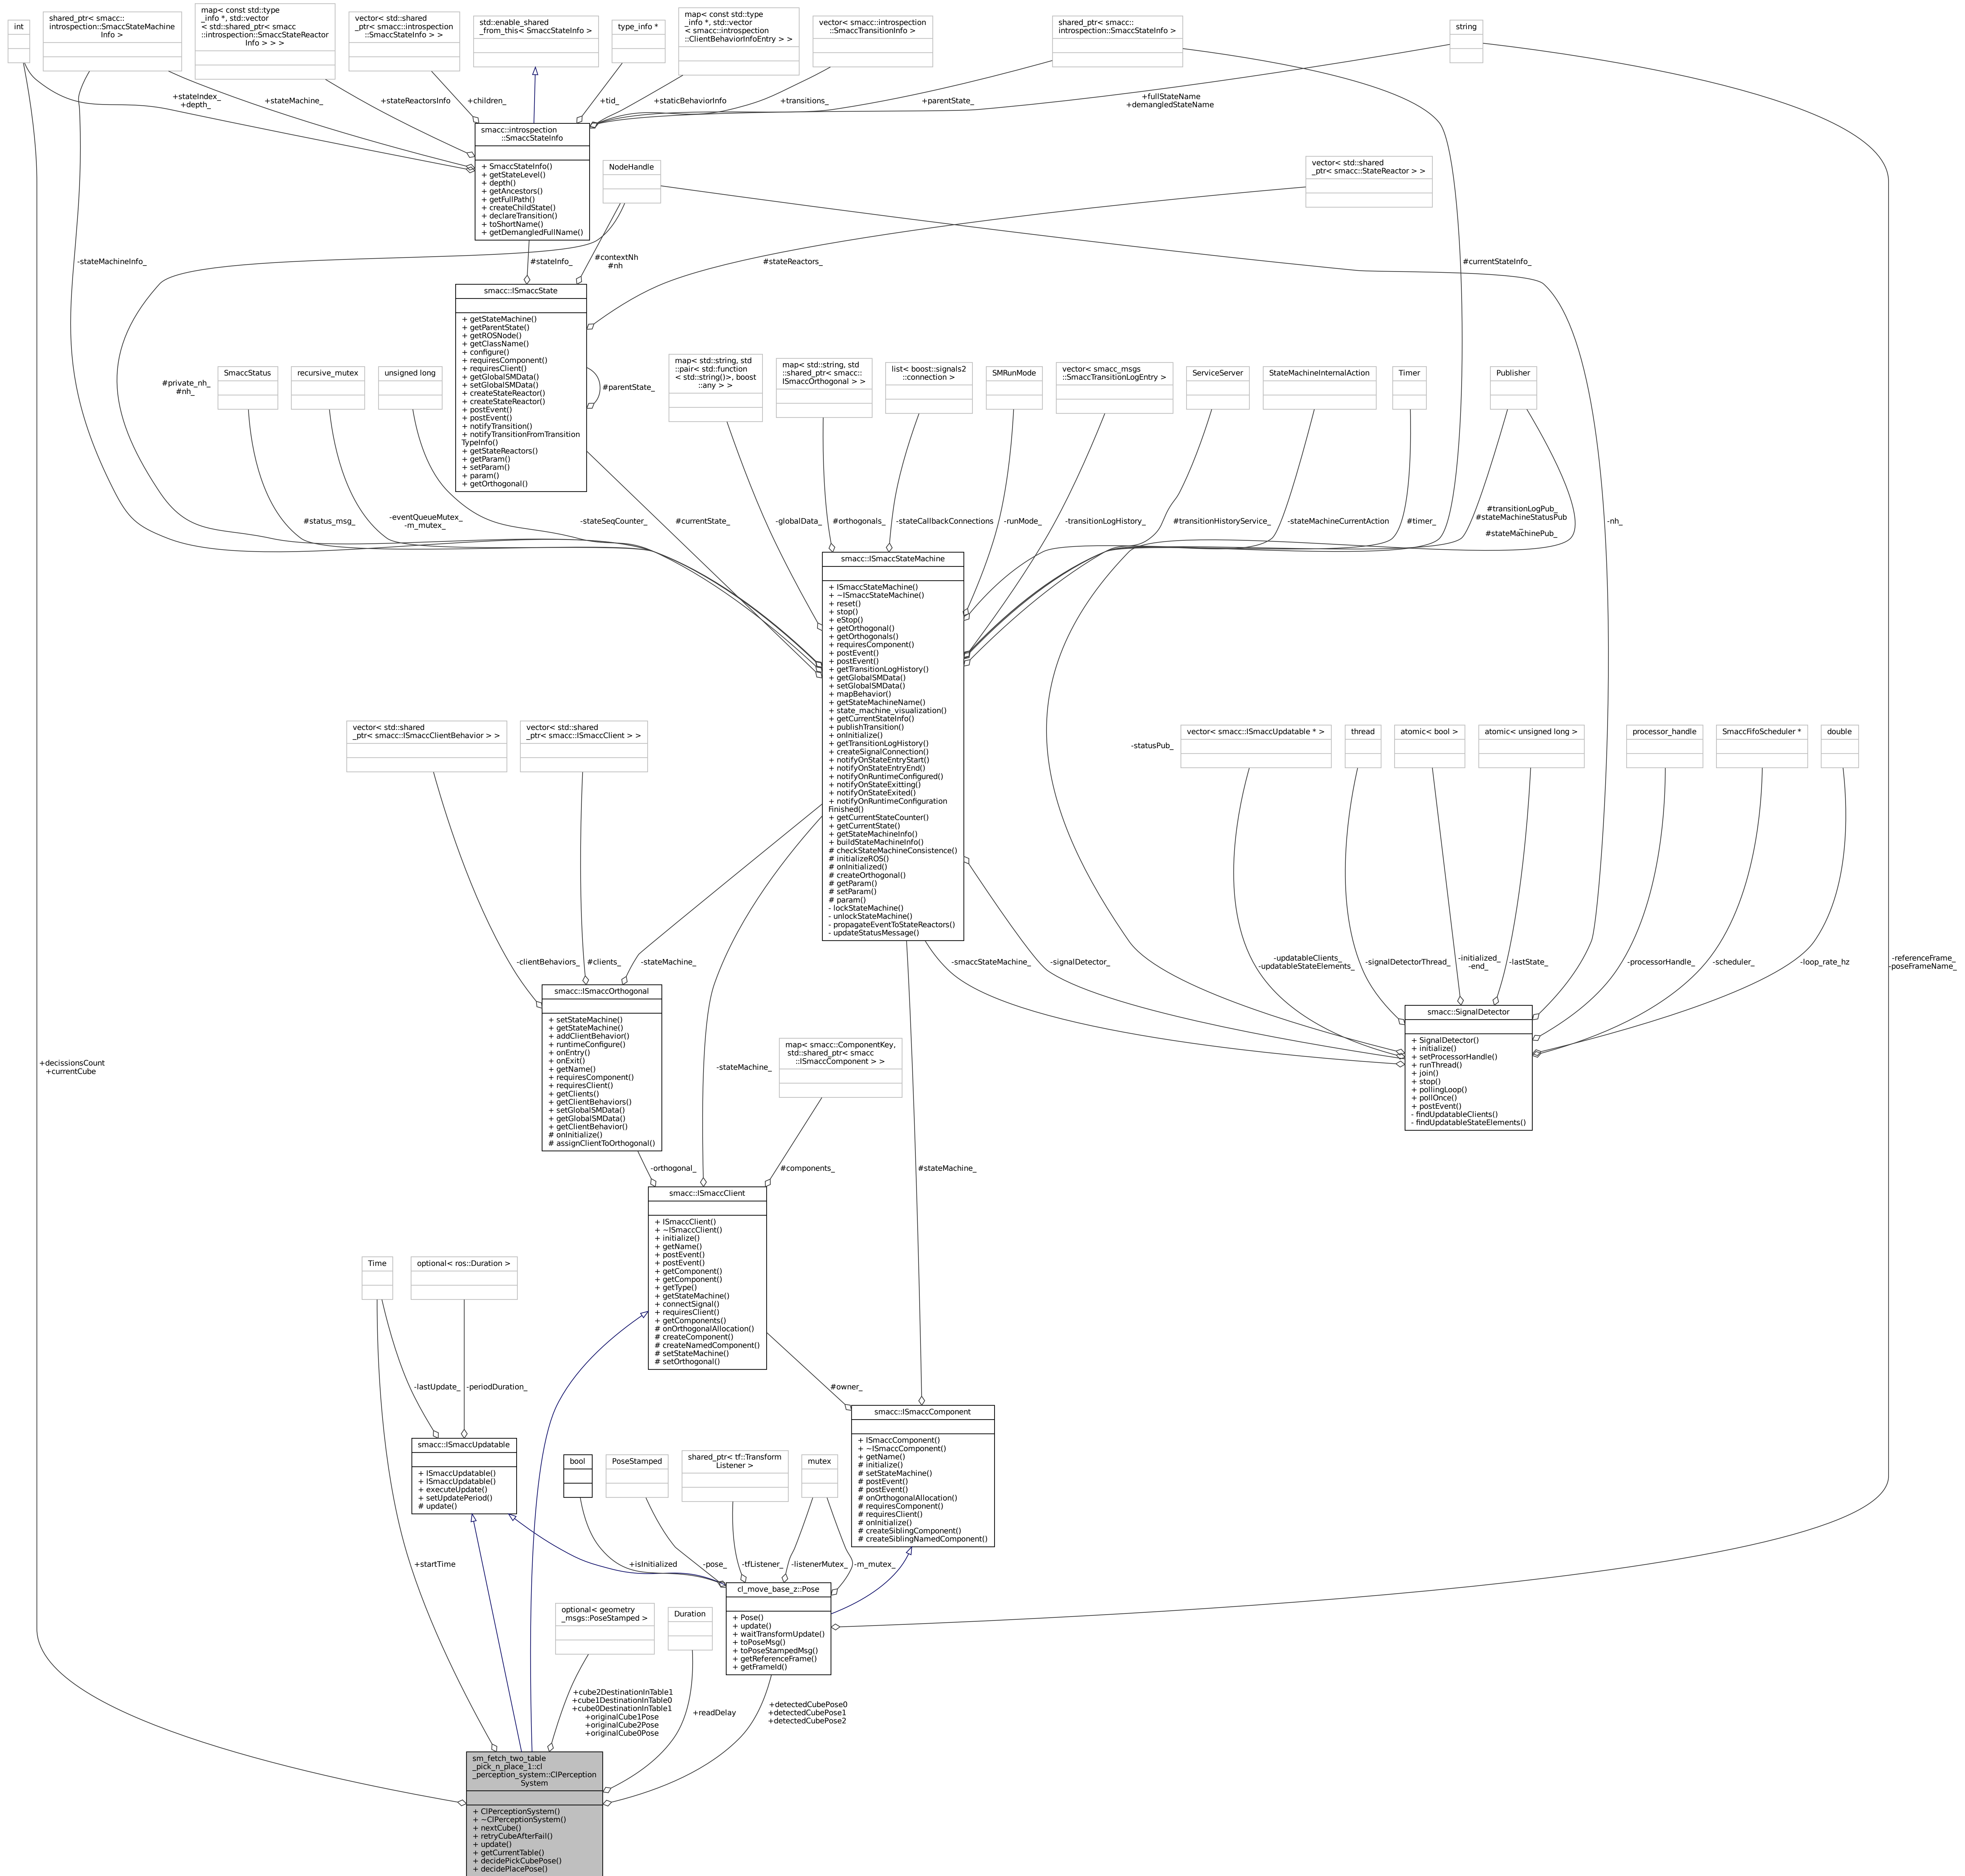 int
shared_ptr< smacc::
introspection::SmaccStateMachine
Info >
map< const std::type
_info *, std::vector
< std::shared_ptr< smacc
::introspection::SmaccStateReactor
Info > > >
vector< std::shared
_ptr< smacc::introspection
::SmaccStateInfo > >
std::enable_shared
_from_this< SmaccStateInfo >
type_info *
map< const std::type
_info *, std::vector
< smacc::introspection
::ClientBehaviorInfoEntry > >
vector< smacc::introspection
::SmaccTransitionInfo >
shared_ptr< smacc::
introspection::SmaccStateInfo >
string
+stateIndex_
+depth_
+stateMachine_
+stateReactorsInfo
+children_
+tid_
+staticBehaviorInfo
+transitions_
+parentState_
+fullStateName
+demangledStateName
smacc::introspection
::SmaccStateInfo
+ SmaccStateInfo()
+ getStateLevel()
+ depth()
+ getAncestors()
+ getFullPath()
+ createChildState()
+ declareTransition()
+ toShortName()
+ getDemangledFullName()
NodeHandle
vector< std::shared
_ptr< smacc::StateReactor > >
-stateMachineInfo_
#stateInfo_
#contextNh
#nh
#stateReactors_
#currentStateInfo_
smacc::ISmaccState
+ getStateMachine()
+ getParentState()
+ getROSNode()
+ getClassName()
+ configure()
+ requiresComponent()
+ requiresClient()
+ getGlobalSMData()
+ setGlobalSMData()
+ createStateReactor()
+ createStateReactor()
+ postEvent()
+ postEvent()
+ notifyTransition()
+ notifyTransitionFromTransition
TypeInfo()
+ getStateReactors()
+ getParam()
+ setParam()
+ param()
+ getOrthogonal()
#parentState_
#private_nh_
#nh_
SmaccStatus
recursive_mutex
unsigned long
map< std::string, std
::pair< std::function
< std::string()>, boost
::any > >
map< std::string, std
::shared_ptr< smacc::
ISmaccOrthogonal > >
list< boost::signals2
::connection >
SMRunMode
vector< smacc_msgs
::SmaccTransitionLogEntry >
ServiceServer
StateMachineInternalAction
Timer
Publisher
#status_msg_
-eventQueueMutex_
-m_mutex_
-stateSeqCounter_
#currentState_
-globalData_
#orthogonals_
-stateCallbackConnections
-runMode_
-transitionLogHistory_
#transitionHistoryService_
-stateMachineCurrentAction
#timer_
#transitionLogPub_
#stateMachineStatusPub
_
#stateMachinePub_
-nh_
smacc::ISmaccStateMachine
+ ISmaccStateMachine()
+ ~ISmaccStateMachine()
+ reset()
+ stop()
+ eStop()
+ getOrthogonal()
+ getOrthogonals()
+ requiresComponent()
+ postEvent()
+ postEvent()
+ getTransitionLogHistory()
+ getGlobalSMData()
+ setGlobalSMData()
+ mapBehavior()
+ getStateMachineName()
+ state_machine_visualization()
+ getCurrentStateInfo()
+ publishTransition()
+ onInitialize()
+ getTransitionLogHistory()
+ createSignalConnection()
+ notifyOnStateEntryStart()
+ notifyOnStateEntryEnd()
+ notifyOnRuntimeConfigured()
+ notifyOnStateExitting()
+ notifyOnStateExited()
+ notifyOnRuntimeConfiguration
Finished()
+ getCurrentStateCounter()
+ getCurrentState()
+ getStateMachineInfo()
+ buildStateMachineInfo()
# checkStateMachineConsistence()
# initializeROS()
# onInitialized()
# createOrthogonal()
# getParam()
# setParam()
# param()
- lockStateMachine()
- unlockStateMachine()
- propagateEventToStateReactors()
- updateStatusMessage()
vector< std::shared
_ptr< smacc::ISmaccClientBehavior > >
vector< std::shared
_ptr< smacc::ISmaccClient > >
-statusPub_
vector< smacc::ISmaccUpdatable * >
thread
atomic< bool >
atomic< unsigned long >
processor_handle
SmaccFifoScheduler *
double
-clientBehaviors_
#clients_
-stateMachine_
-smaccStateMachine_
-signalDetector_
-updatableClients_
-updatableStateElements_
-signalDetectorThread_
-initialized_
-end_
-lastState_
-processorHandle_
-scheduler_
-loop_rate_hz
-referenceFrame_
-poseFrameName_
smacc::ISmaccOrthogonal
+ setStateMachine()
+ getStateMachine()
+ addClientBehavior()
+ runtimeConfigure()
+ onEntry()
+ onExit()
+ getName()
+ requiresComponent()
+ requiresClient()
+ getClients()
+ getClientBehaviors()
+ setGlobalSMData()
+ getGlobalSMData()
+ getClientBehavior()
# onInitialize()
# assignClientToOrthogonal()
smacc::SignalDetector
+ SignalDetector()
+ initialize()
+ setProcessorHandle()
+ runThread()
+ join()
+ stop()
+ pollingLoop()
+ pollOnce()
+ postEvent()
- findUpdatableClients()
- findUpdatableStateElements()
+decissionsCount
+currentCube
-stateMachine_
map< smacc::ComponentKey,
std::shared_ptr< smacc
::ISmaccComponent > >
-orthogonal_
#components_
#stateMachine_
smacc::ISmaccClient
+ ISmaccClient()
+ ~ISmaccClient()
+ initialize()
+ getName()
+ postEvent()
+ postEvent()
+ getComponent()
+ getComponent()
+ getType()
+ getStateMachine()
+ connectSignal()
+ requiresClient()
+ getComponents()
# onOrthogonalAllocation()
# createComponent()
# createNamedComponent()
# setStateMachine()
# setOrthogonal()
Time
optional< ros::Duration >
-lastUpdate_
-periodDuration_
#owner_
smacc::ISmaccComponent
+ ISmaccComponent()
+ ~ISmaccComponent()
+ getName()
# initialize()
# setStateMachine()
# postEvent()
# postEvent()
# onOrthogonalAllocation()
# requiresComponent()
# requiresClient()
# onInitialize()
# createSiblingComponent()
# createSiblingNamedComponent()
smacc::ISmaccUpdatable
+ ISmaccUpdatable()
+ ISmaccUpdatable()
+ executeUpdate()
+ setUpdatePeriod()
# update()
bool
PoseStamped
shared_ptr< tf::Transform
Listener >
mutex
+startTime
+isInitialized
-pose_
-tfListener_
-listenerMutex_
-m_mutex_
cl_move_base_z::Pose
+ Pose()
+ update()
+ waitTransformUpdate()
+ toPoseMsg()
+ toPoseStampedMsg()
+ getReferenceFrame()
+ getFrameId()
optional< geometry
_msgs::PoseStamped >
Duration
+cube2DestinationInTable1
+cube1DestinationInTable0
+cube0DestinationInTable1
+originalCube1Pose
+originalCube2Pose
+originalCube0Pose
+readDelay
+detectedCubePose0
+detectedCubePose1
+detectedCubePose2
sm_fetch_two_table
_pick_n_place_1::cl
_perception_system::ClPerception
System
+ ClPerceptionSystem()
+ ~ClPerceptionSystem()
+ nextCube()
+ retryCubeAfterFail()
+ update()
+ getCurrentTable()
+ decidePickCubePose()
+ decidePlacePose()